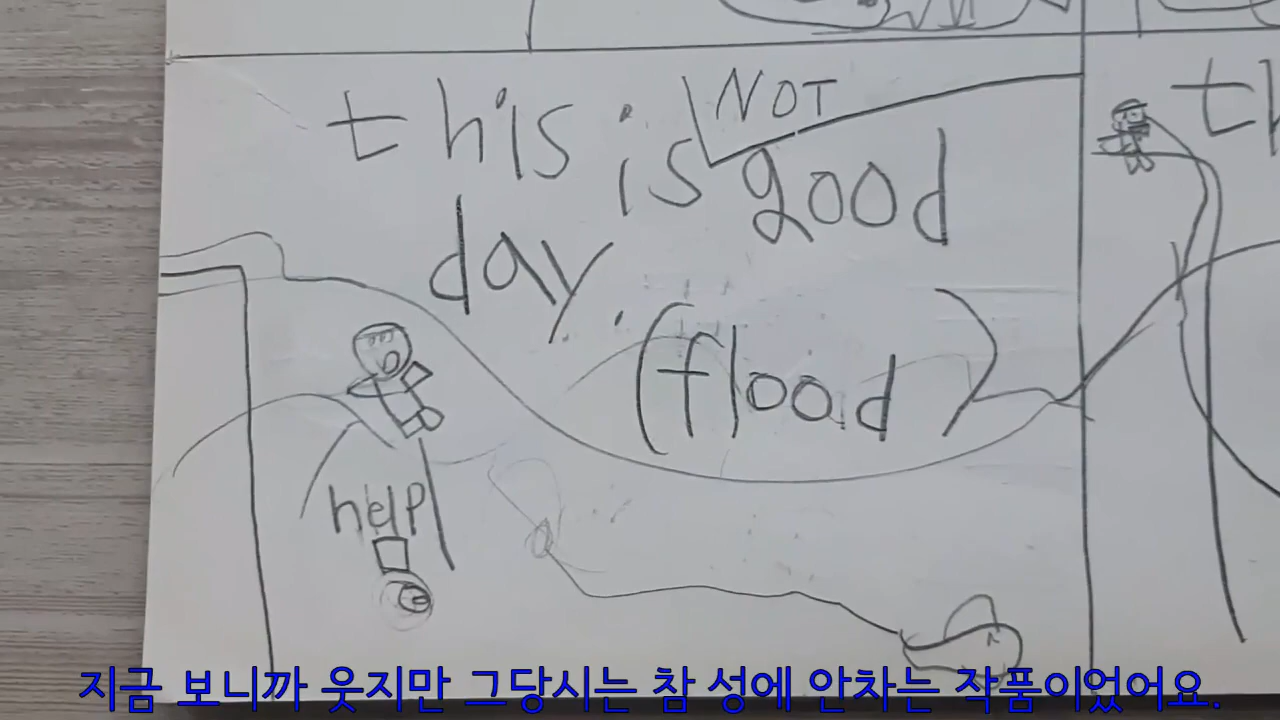 this is NOT good
day.
(flood)
help
th
지금 보니까 웃지만 그당시는 참 성에 안차는 작품이었어요.